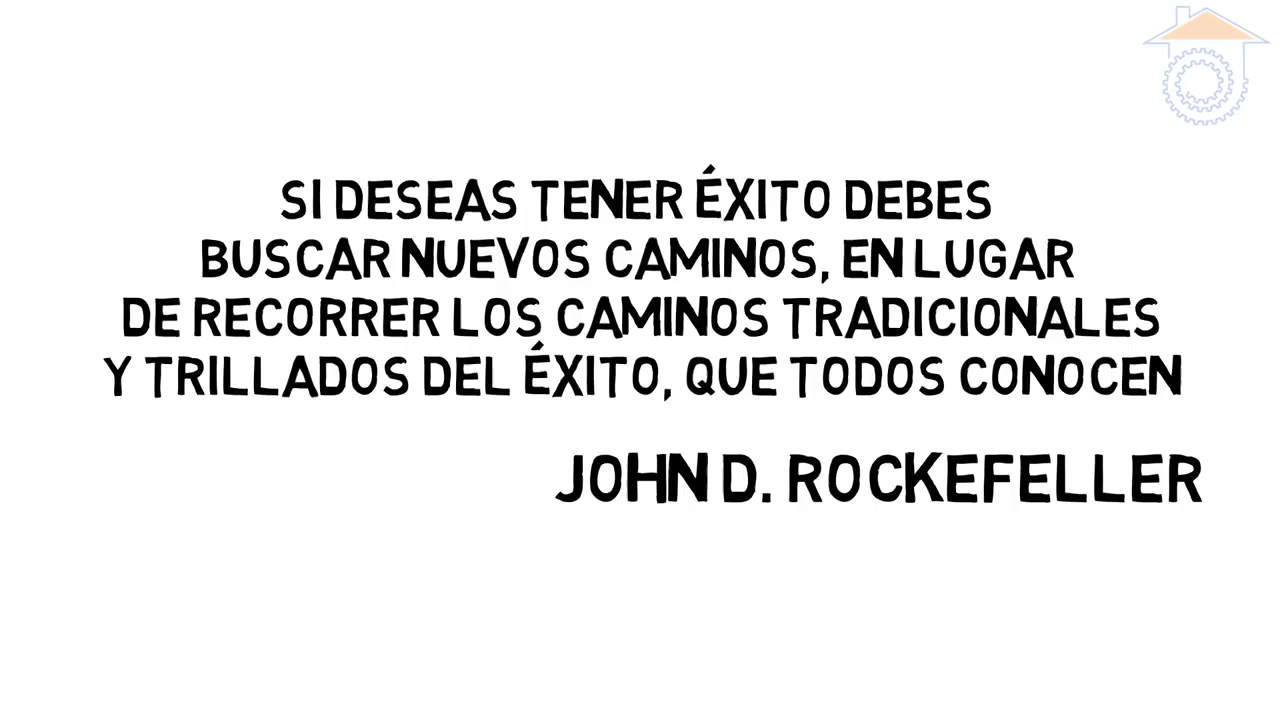 SI DESEAS TENER ÉXITO DEBES
BUSCAR NUEVOS CAMINOS, EN LUGAR
DE RECORRER LOS CAMINOS TRADICIONALES
Y TRILLADOS DEL ÉXITO, QUE TODOS CONOCEN
JOHN D. ROCKEFELLER